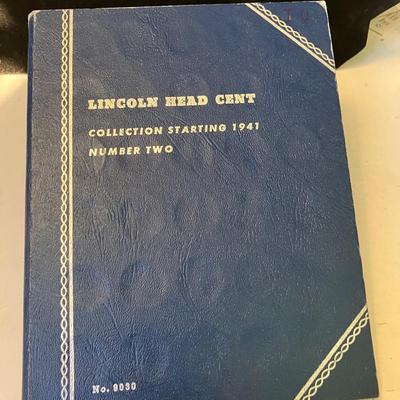 LINCOLN HEAD CENT
COLLECTION STARTING 1941
NUMBER TWO
No. 9030